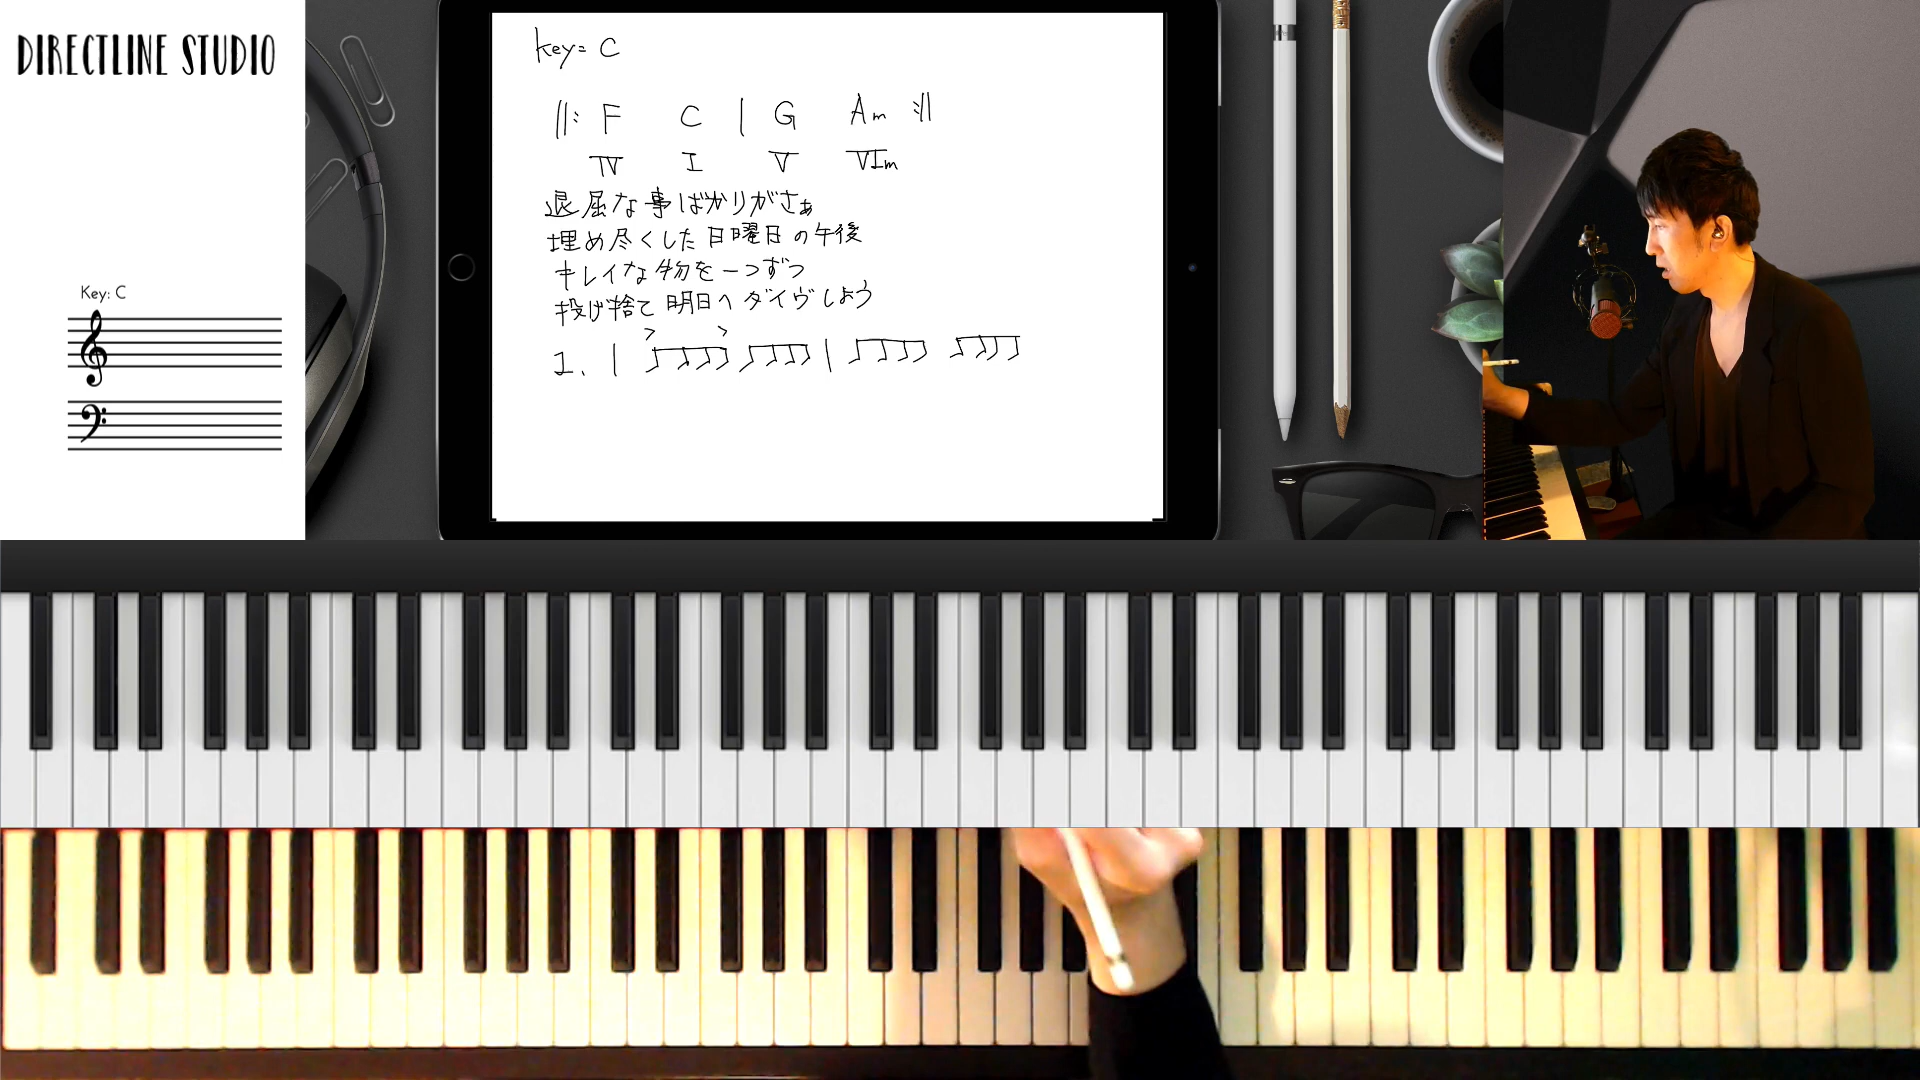 DIRECTLINE STUDIO
Key: C
key= C
||: F C | G Am :||
IV I V VIm
退屈な事ばかりがさぁ
埋め尽くした日曜日の午後
キレイな物を一つずつ
投げ捨て明日へダイヴしよう
1.